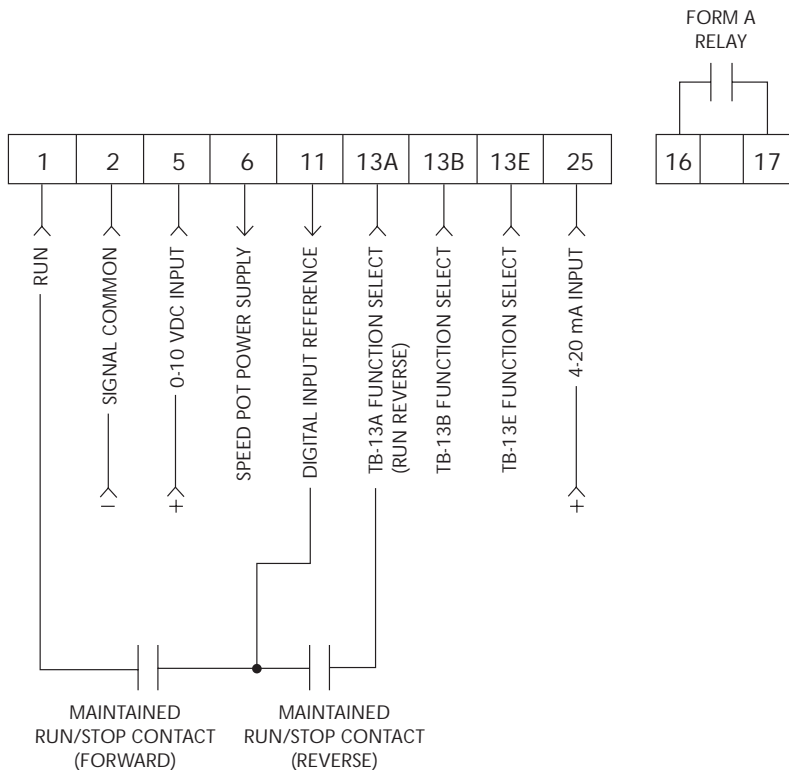 FORM A
RELAY
1 2 5 6 11 13A 13B 13E 25 16 17
RUN
SIGNAL COMMON
0-10 VDC INPUT
SPEED POT POWER SUPPLY
DIGITAL INPUT REFERENCE
TB-13A FUNCTION SELECT
(RUN REVERSE)
TB-13B FUNCTION SELECT
TB-13E FUNCTION SELECT
4-20 mA INPUT
–
+
+
MAINTAINED
RUN/STOP CONTACT
(FORWARD)
MAINTAINED
RUN/STOP CONTACT
(REVERSE)